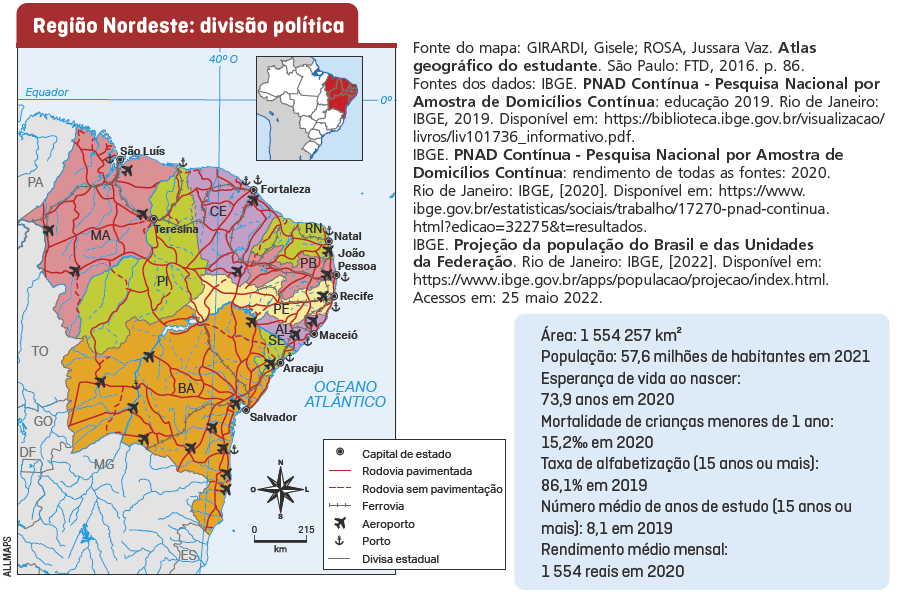 Região Nordeste: divisão política
40º O
Equador
0º
São Luís
PA
Fortaleza
CE
Teresina
MA
RN
Natal
João
Pessoa
PB
PI
Recife
PE
AL
Maceió
SE
Aracaju
TO
BA
OCEANO
ATLÂNTICO
Salvador
GO
DF
MG
ES
N
O
L
S
0 215
km
Capital de estado
Rodovia pavimentada
Rodovia sem pavimentação
Ferrovia
Aeroporto
Porto
Divisa estadual
ALLMAPS
Fonte do mapa: GIRARDI, Gisele; ROSA, Jussara Vaz. Atlas
geográfico do estudante. São Paulo: FTD, 2016. p. 86.
Fontes dos dados: IBGE. PNAD Contínua - Pesquisa Nacional por
Amostra de Domicílios Contínua: educação 2019. Rio de Janeiro:
IBGE, 2019. Disponível em: https://biblioteca.ibge.gov.br/visualizacao/
livros/liv101736_informativo.pdf.
IBGE. PNAD Contínua - Pesquisa Nacional por Amostra de
Domicílios Contínua: rendimento de todas as fontes: 2020.
Rio de Janeiro: IBGE, [2020]. Disponível em: https://www.
ibge.gov.br/estatisticas/sociais/trabalho/17270-pnad-continua.
html?edicao=32275&t=resultados.
IBGE. Projeção da população do Brasil e das Unidades
da Federação. Rio de Janeiro: IBGE, [2022]. Disponível em:
https://www.ibge.gov.br/apps/populacao/projecao/index.html.
Acessos em: 25 maio 2022.
Área: 1 554 257 km²
População: 57,6 milhões de habitantes em 2021
Esperança de vida ao nascer:
73,9 anos em 2020
Mortalidade de crianças menores de 1 ano:
15,2‰ em 2020
Taxa de alfabetização (15 anos ou mais):
86,1% em 2019
Número médio de anos de estudo (15 anos ou
mais): 8,1 em 2019
Rendimento médio mensal:
1 554 reais em 2020